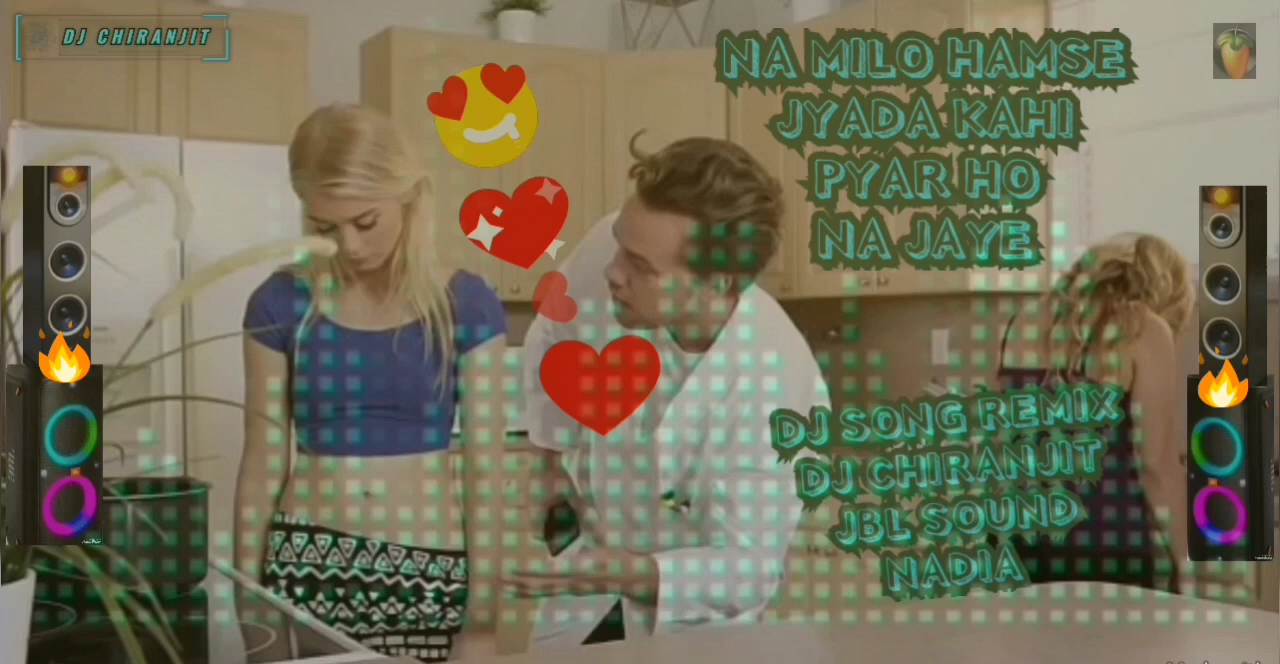 DJ CHIRANJIT
NA MILO HAMSE
JYADA KAHI
PYAR HO
NA JAYE
DJ SONG REMIX
DJ CHIRANJIT
JBL SOUND
NADIA